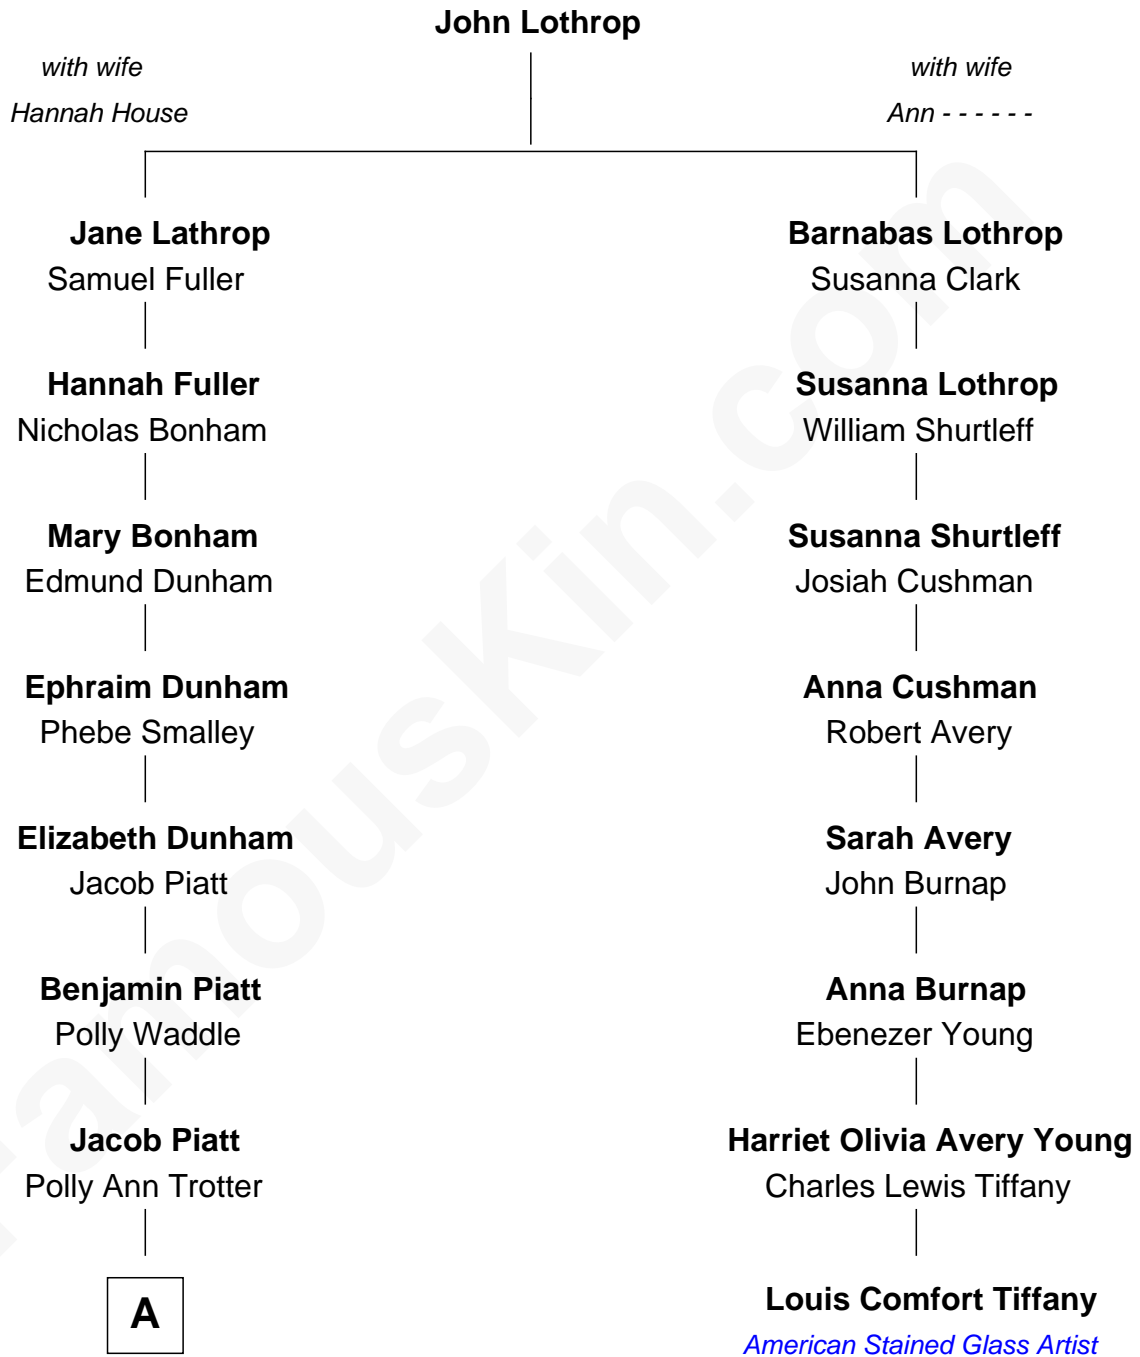 John Lothrop
with wife
Hannah House
with wife
Ann - - - - - -
Jane Lathrop
Samuel Fuller
Barnabas Lothrop
Susanna Clark
Hannah Fuller
Nicholas Bonham
Susanna Lothrop
William Shurtleff
Mary Bonham
Edmund Dunham
Susanna Shurtleff
Josiah Cushman
Ephraim Dunham
Phebe Smalley
Anna Cushman
Robert Avery
Elizabeth Dunham
Jacob Piatt
Sarah Avery
John Burnap
Benjamin Piatt
Polly Waddle
Anna Burnap
Ebenezer Young
Jacob Piatt
Polly Ann Trotter
Harriet Olivia Avery Young
Charles Lewis Tiffany
A
Louis Comfort Tiffany
American Stained Glass Artist
FamousKin.com